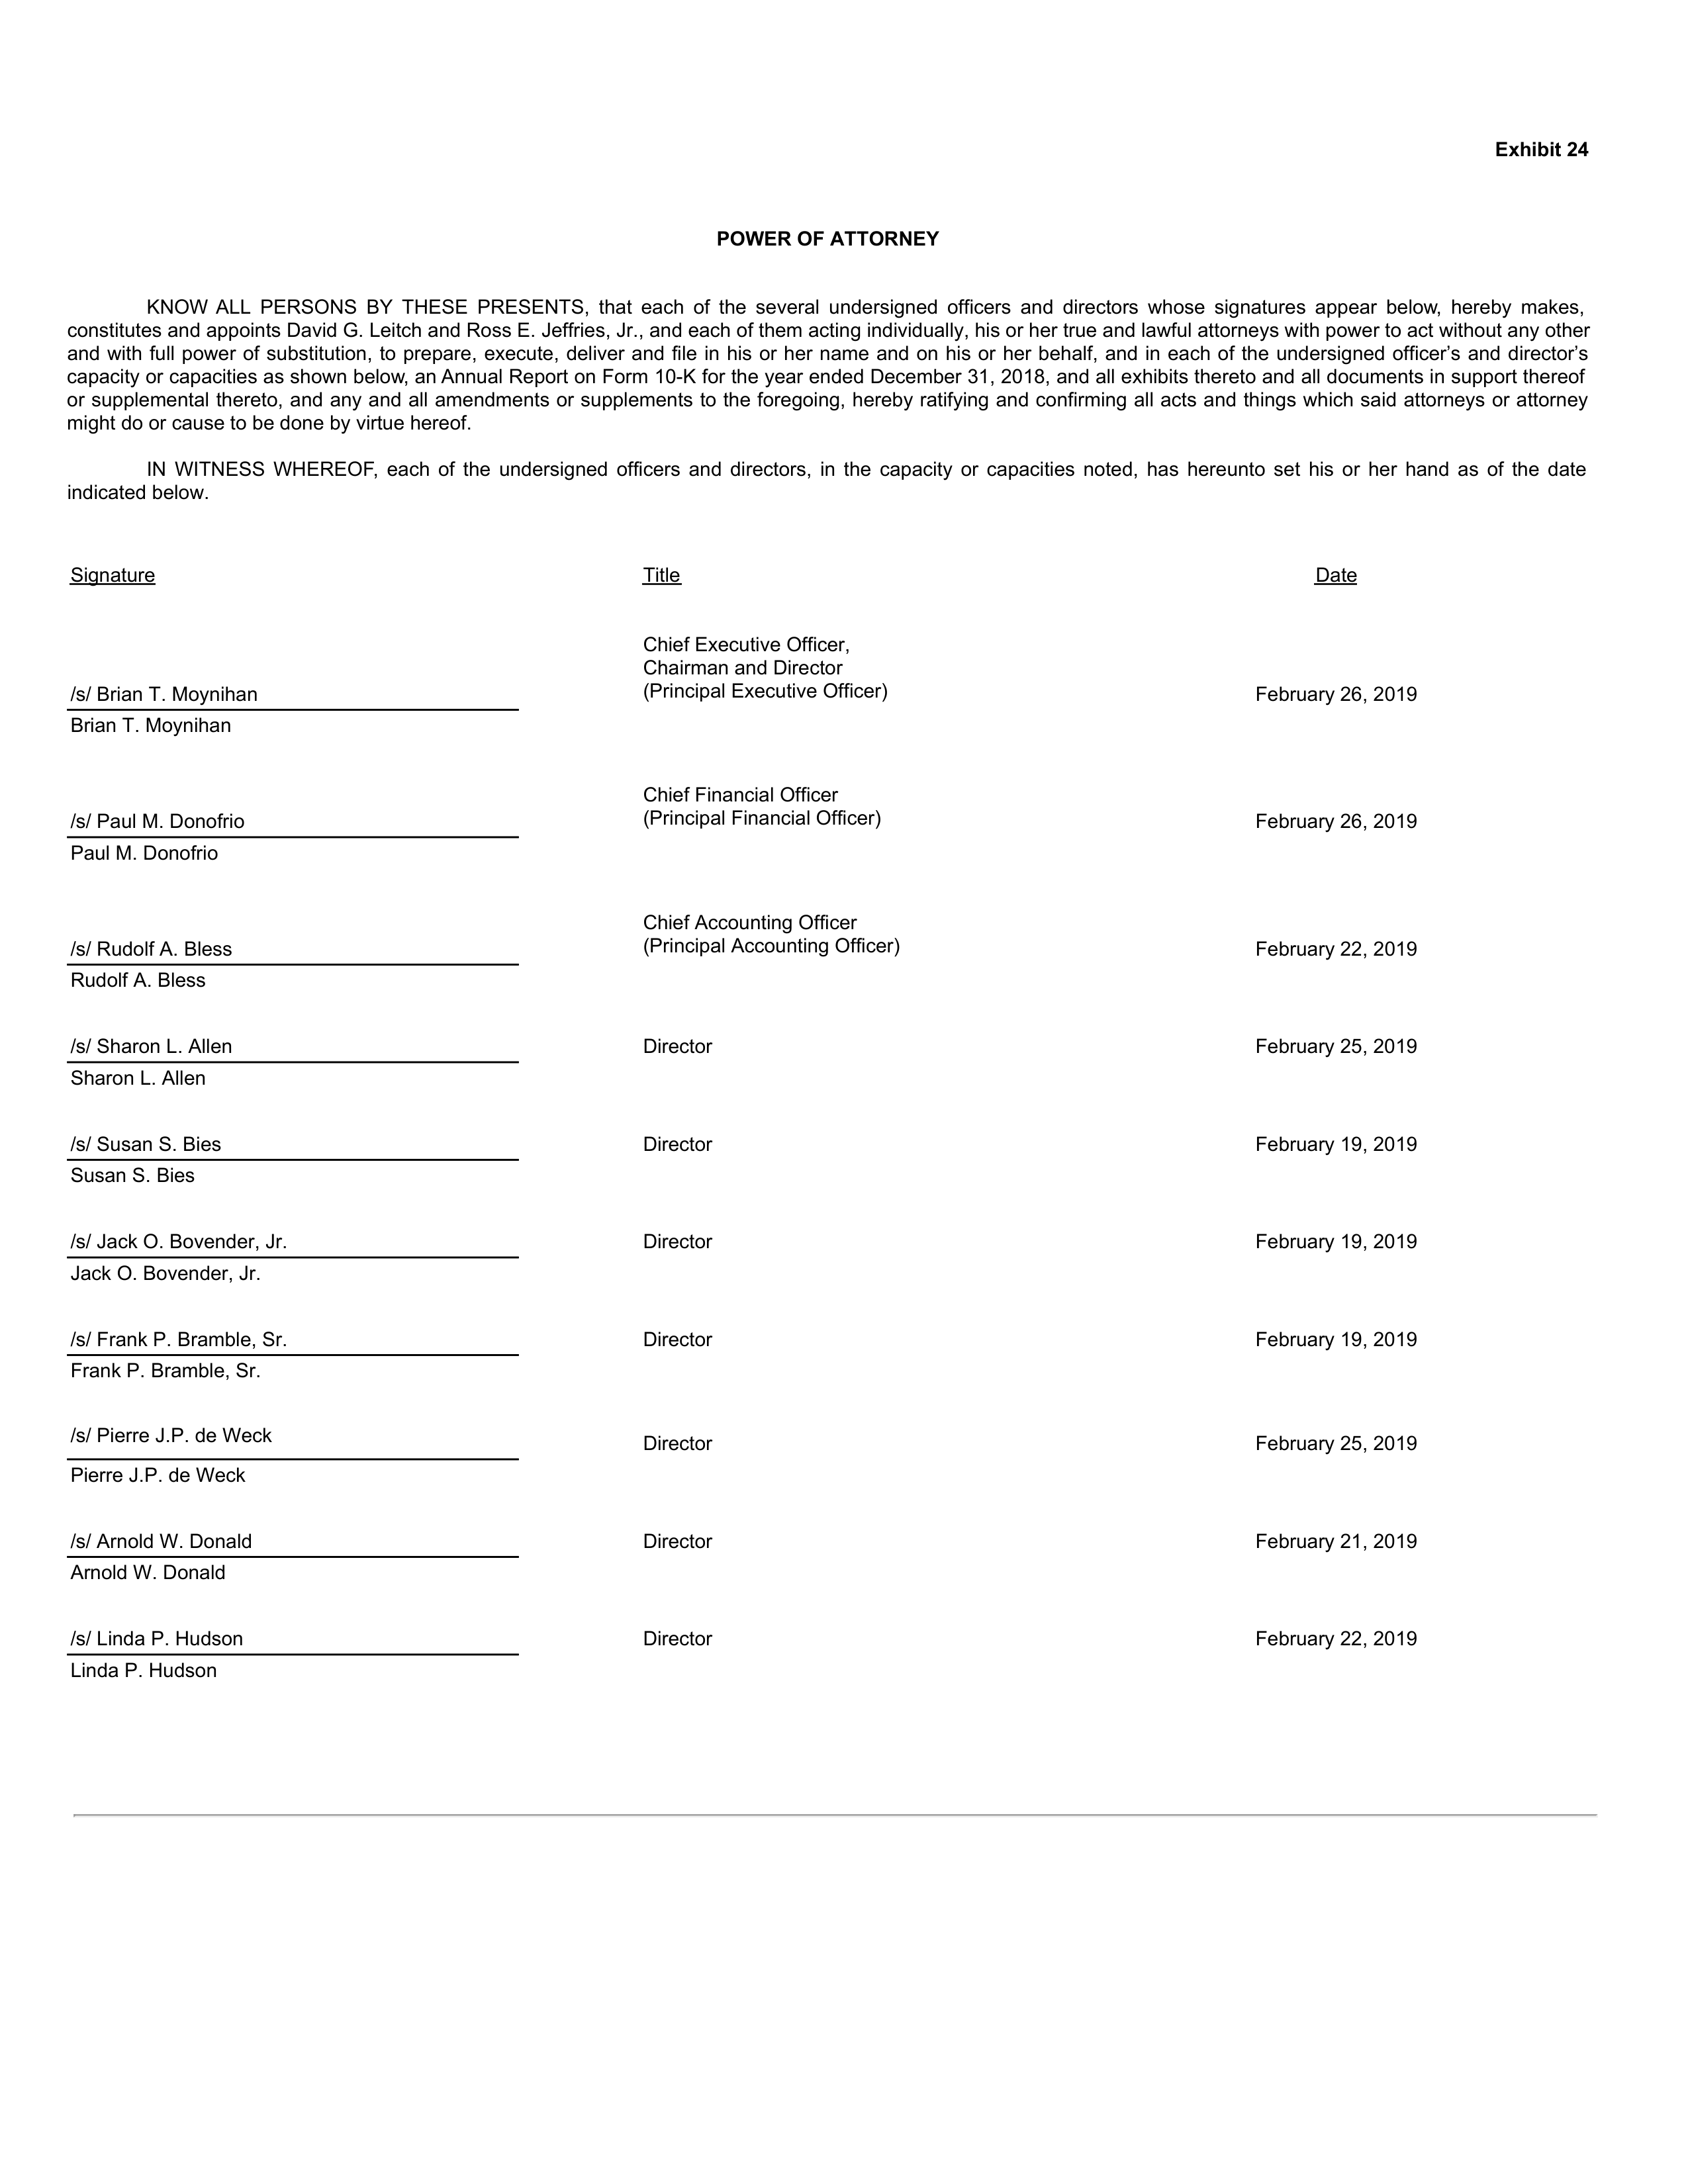 Exhibit 24
POWER OF ATTORNEY
KNOW ALL PERSONS BY THESE PRESENTS, that each of the several undersigned officers and directors whose signatures appear below, hereby makes,
constitutes and appoints David G. Leitch and Ross E. Jeffries, Jr., and each of them acting individually, his or her true and lawful attorneys with power to act without any other
and with full power of substitution, to prepare, execute, deliver and file in his or her name and on his or her behalf, and in each of the undersigned officer’s and director’s
capacity or capacities as shown below, an Annual Report on Form 10-K for the year ended December 31, 2018, and all exhibits thereto and all documents in support thereof
or supplemental thereto, and any and all amendments or supplements to the foregoing, hereby ratifying and confirming all acts and things which said attorneys or attorney
might do or cause to be done by virtue hereof.
IN WITNESS WHEREOF, each of the undersigned officers and directors, in the capacity or capacities noted, has hereunto set his or her hand as of the date
indicated below.
Signature Title Date
Chief Executive Officer,
Chairman and Director
/s/ Brian T. Moynihan (Principal Executive Officer) February 26, 2019
Brian T. Moynihan
Chief Financial Officer
/s/ Paul M. Donofrio (Principal Financial Officer) February 26, 2019
Paul M. Donofrio
Chief Accounting Officer
/s/ Rudolf A. Bless (Principal Accounting Officer) February 22, 2019
Rudolf A. Bless
/s/ Sharon L. Allen Director February 25, 2019
Sharon L. Allen
/s/ Susan S. Bies Director February 19, 2019
Susan S. Bies
/s/ Jack O. Bovender, Jr. Director February 19, 2019
Jack O. Bovender, Jr.
/s/ Frank P. Bramble, Sr. Director February 19, 2019
Frank P. Bramble, Sr.
/s/ Pierre J.P. de Weck Director February 25, 2019
Pierre J.P. de Weck
/s/ Arnold W. Donald Director February 21, 2019
Arnold W. Donald
/s/ Linda P. Hudson Director February 22, 2019
Linda P. Hudson